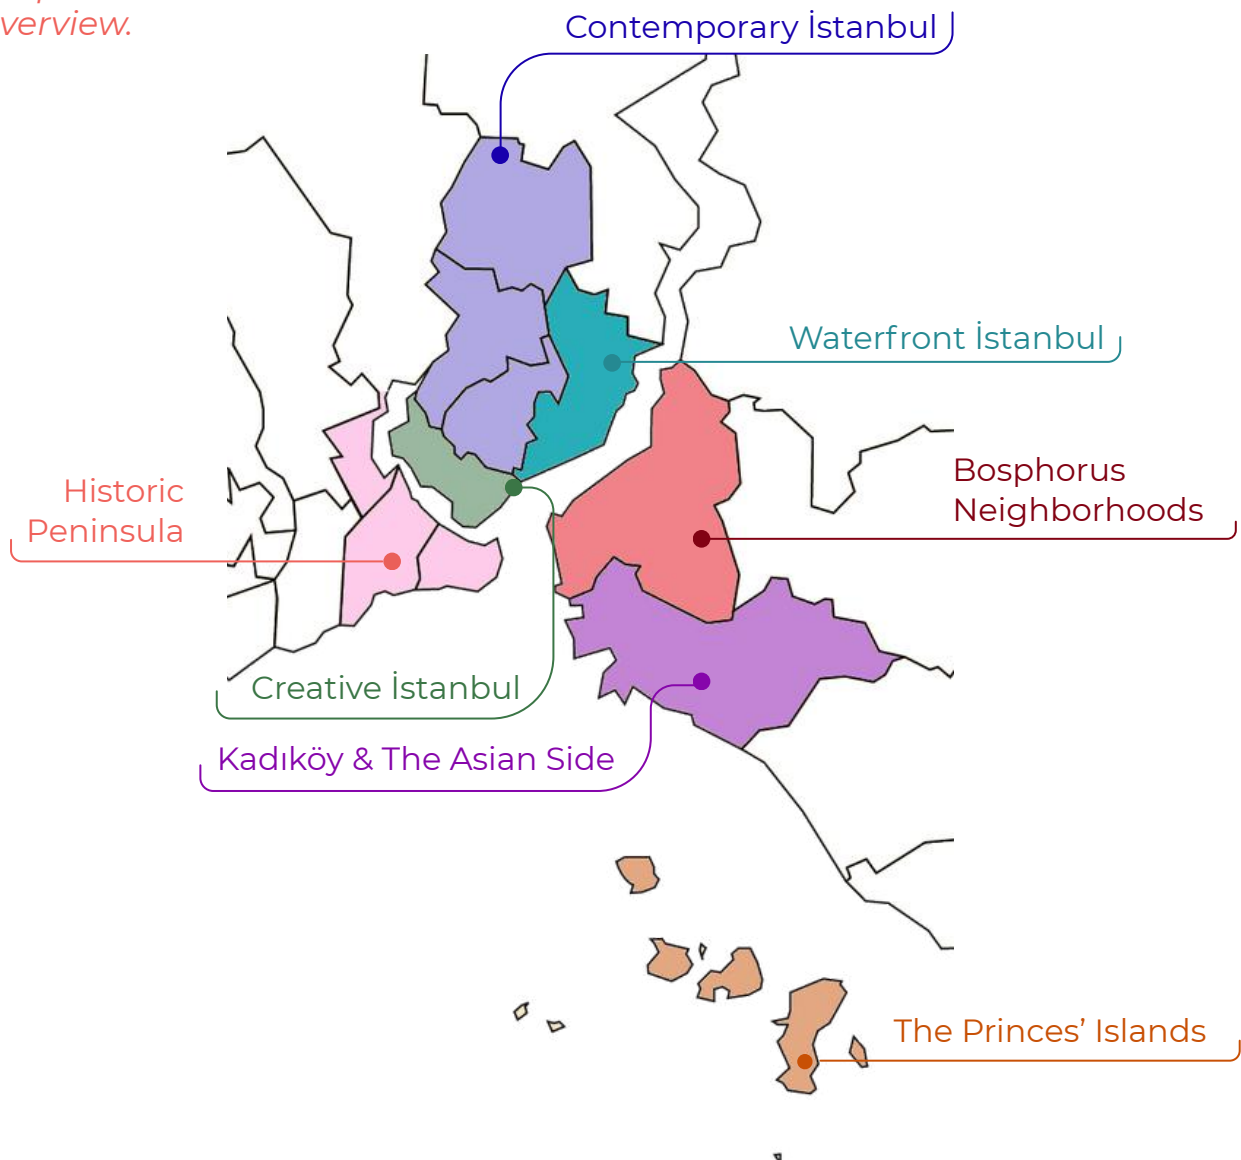 verview.
Contemporary İstanbul
Waterfront İstanbul
Bosphorus
Neighborhoods
Historic
Peninsula
Creative İstanbul
Kadıköy & The Asian Side
The Princes’ Islands